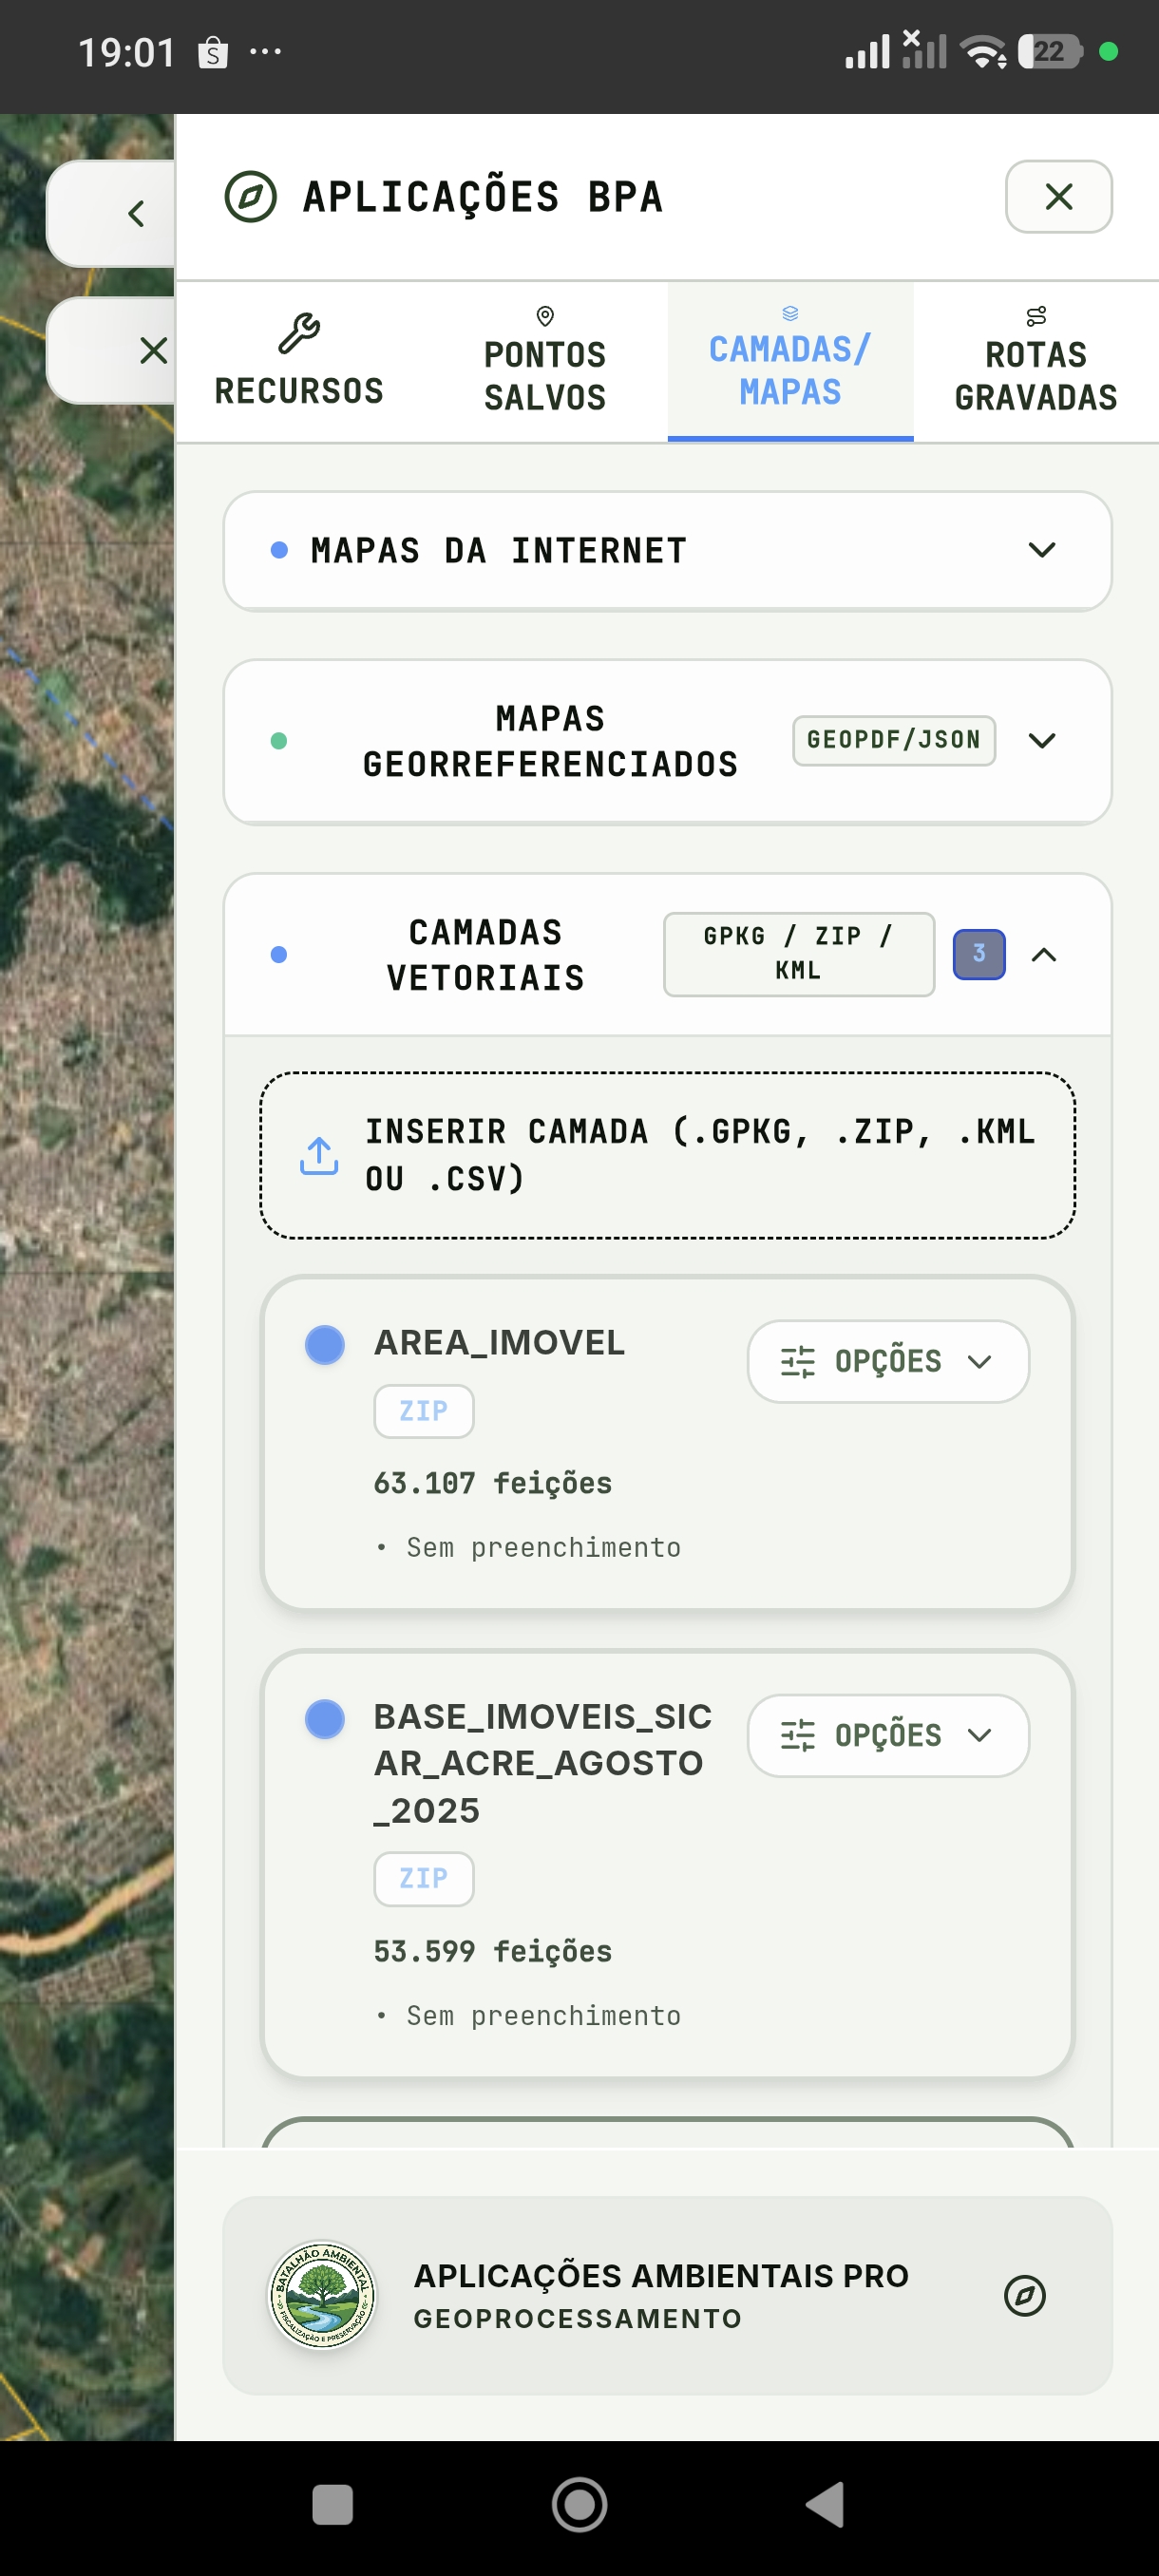 19:01
22
APLICAÇÕES BPA
RECURSOS
PONTOS
SALVOS
CAMADAS/
MAPAS
ROTAS
GRAVADAS
MAPAS DA INTERNET
MAPAS
GEORREFERENCIADOS
GEOPDF/JSON
CAMADAS
VETORIAIS
GPKG / ZIP /
KML
3
INSERIR CAMADA (.GPKG, .ZIP, .KML
OU .CSV)
AREA_IMOVEL
OPÇÕES
ZIP
63.107 feições
• Sem preenchimento
BASE_IMOVEIS_SIC
AR_ACRE_AGOSTO
_2025
OPÇÕES
ZIP
53.599 feições
• Sem preenchimento
BATALHÃO AMBIENTAL
FISCALIZAÇÃO E PRESERVAÇÃO
APLICAÇÕES AMBIENTAIS PRO
GEOPROCESSAMENTO